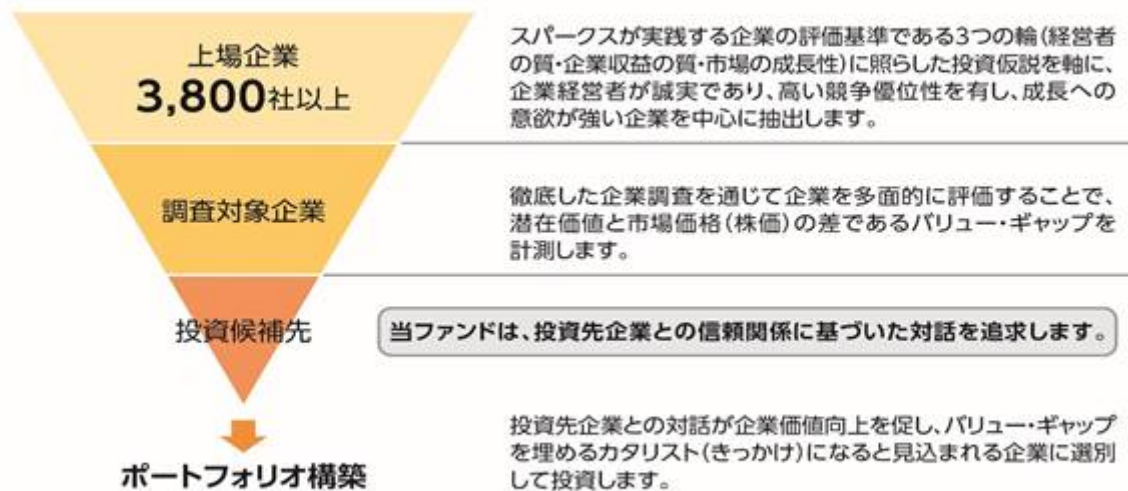 上場企業
3,800社以上
スパークスが実践する企業の評価基準である3つの輪(経営者
の質・企業収益の質・市場の成長性)に照らした投資仮説を軸に、
企業経営者が誠実であり、高い競争優位性を有し、成長への
意欲が強い企業を中心に抽出します。
調査対象企業
徹底した企業調査を通じて企業を多面的に評価することで、
潜在価値と市場価格(株価)の差であるバリュー・ギャップを
計測します。
投資候補先
当ファンドは、投資先企業との信頼関係に基づいた対話を追求します。
ポートフォリオ構築
投資先企業との対話が企業価値向上を促し、バリュー・ギャップ
を埋めるカタリスト(きっかけ)になると見込まれる企業に選別
して投資します。